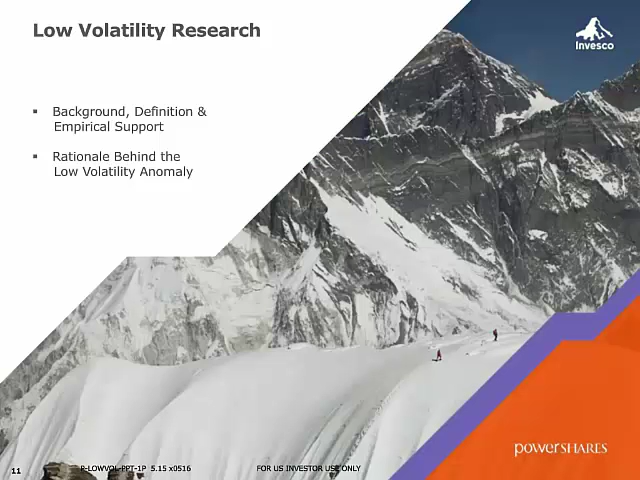 Low Volatility Research
Invesco
▪ Background, Definition &
Empirical Support
▪ Rationale Behind the
Low Volatility Anomaly
powerSHARES
11
P-LOWVOL-PPT-1P 5.15 x0516
FOR US INVESTOR USE ONLY